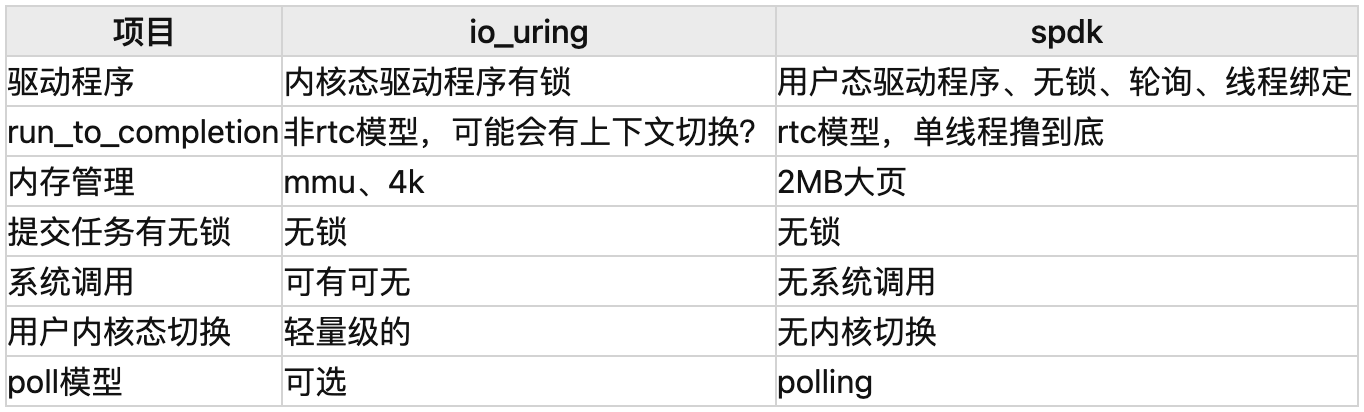 项目 io_uring spdk
驱动程序 内核态驱动程序有锁 用户态驱动程序、无锁、轮询、线程绑定
run_to_completion 非rtc模型，可能会有上下文切换？ rtc模型，单线程撸到底
内存管理 mmu、4k 2MB大页
提交任务有无锁 无锁 无锁
系统调用 可有可无 无系统调用
用户内核态切换 轻量级的 无内核切换
poll模型 可选 polling